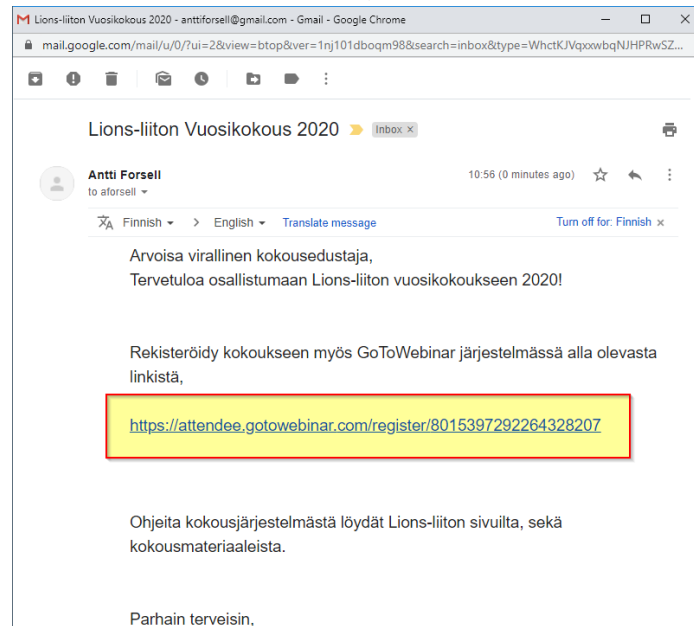 Lions-liiton Vuosikokous 2020 - anttiforsell@gmail.com - Gmail - Google Chrome
mail.google.com/mail/u/0/?ui=2&view=btop&ver=1nj101dboqm98&search=inbox&type=WhctKJVqxxwbqNJHPRwSZ...
Lions-liiton Vuosikokous 2020 Inbox ×
Antti Forsell 10:56 (0 minutes ago)
to aforsell
Finnish > English Translate message Turn off for: Finnish ×
Arvoisa virallinen kokousedustaja,
Tervetuloa osallistumaan Lions-liiton vuosikokoukseen 2020!
Rekisteröidy kokoukseen myös GoToWebinar järjestelmässä alla olevasta
linkistä,
https://attendee.gotowebinar.com/register/8015397292264328207
Ohjeita kokousjärjestelmästä löydät Lions-liiton sivuilta, sekä
kokousmateriaaleista.
Parhain terveisin,